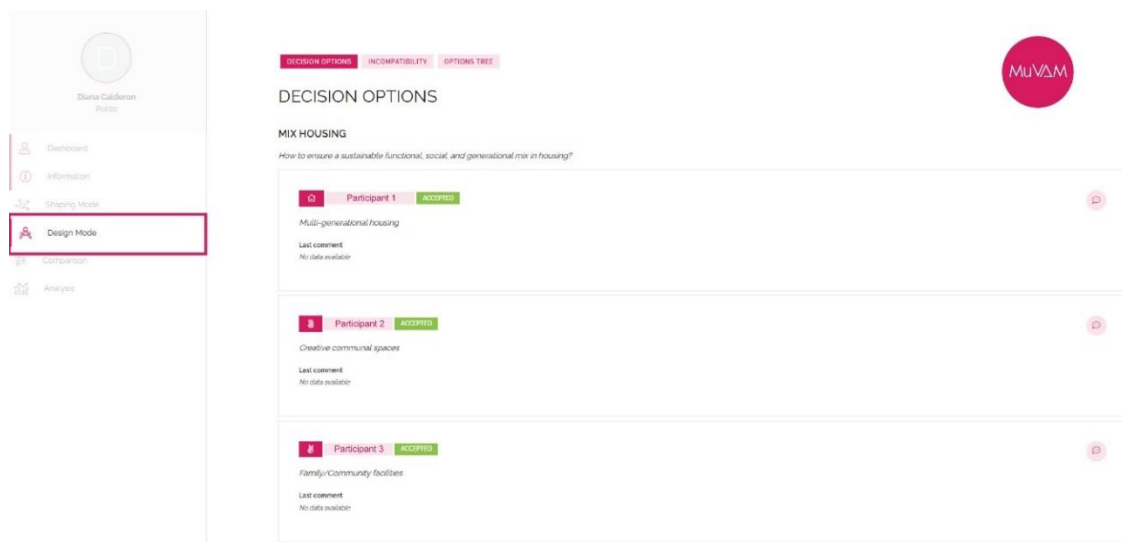 D
Diana Calderon
Dashboard
Information
Shaping Mode
Design Mode
Comparison
Analysis
DECISION OPTIONS INCOMPATIBILITY OPTIONS TREE
MUVAM
DECISION OPTIONS
MIX HOUSING
How to ensure a sustainable functional, social, and generational mix in housing?
Participant 1 ACCEPTED
Multi-generational housing
Last comment
No data available
Participant 2 ACCEPTED
Creative communal spaces
Last comment
No data available
Participant 3 ACCEPTED
Family/Community facilities
Last comment
No data available